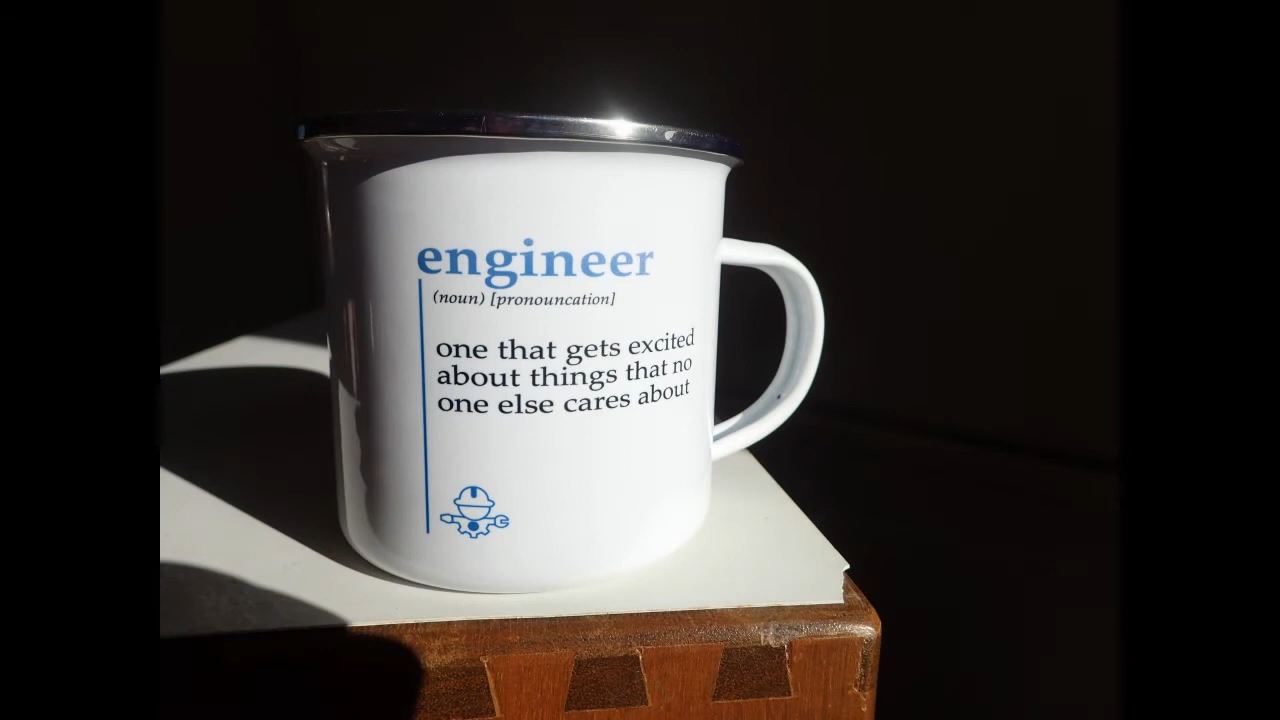 engineer
(noun) [pronouncation]
one that gets excited
about things that no
one else cares about